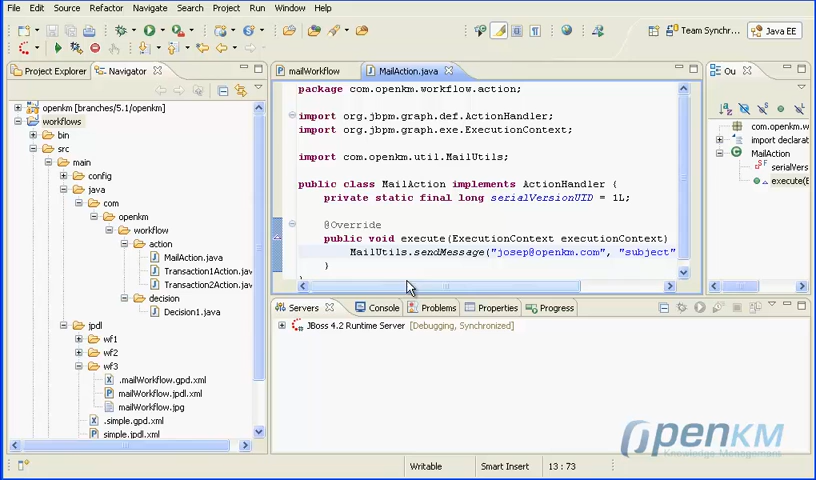 File Edit Source Refactor Navigate Search Project Run Window Help
Team Synchr... Java EE
Project Explorer Navigator
mailWorkflow MailAction.java
Ou
openkm [branches/5.1/openkm]
workflows
bin
src
main
config
java
com
openkm
workflow
action
MailAction.java
Transaction1Action.jav
Transaction2Action.jav
decision
Decision1.java
jpdl
wf1
wf2
wf3
.mailWorkflow.gpd.xml
mailWorkflow.jpdl.xml
mailWorkflow.jpg
.simple.gpd.xml
simple.jpdl.xml
package com.openkm.workflow.action;
import org.jbpm.graph.def.ActionHandler;
import org.jbpm.graph.exe.ExecutionContext;
import com.openkm.util.MailUtils;
public class MailAction implements ActionHandler {
private static final long serialVersionUID = 1L;
@Override
public void execute(ExecutionContext executionContext)
MailUtils.sendMessage("josep@openkm.com", "subject"
}
com.openkm.w
import declarat
MailAction
serialVers
execute(E
Servers Console Problems Properties Progress
JBoss 4.2 Runtime Server [Debugging, Synchronized]
OpenKM
Knowledge Management
Writable Smart Insert 13 : 73